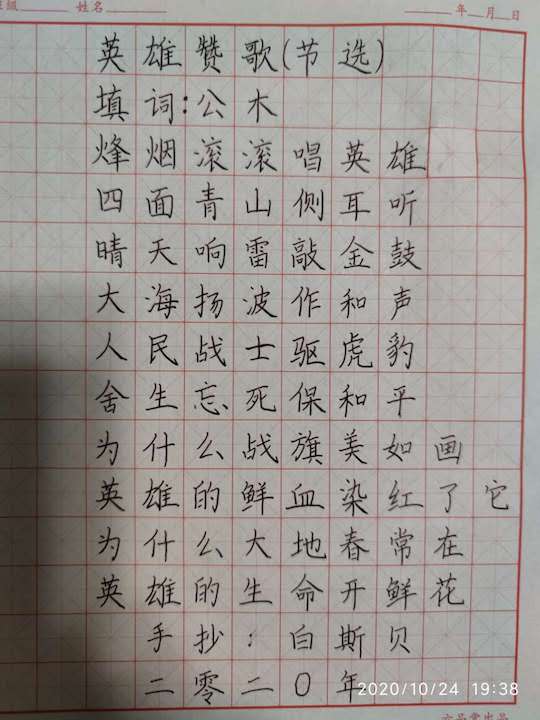 姓名 年 月 日
英雄赞歌(节选)
填词:公木
烽烟滚滚唱英雄
四面青山侧耳听
晴天响雷敲金鼓
大海扬波作和声
人民战士驱虎豹
舍生忘死保和平
为什么战旗美如画
英雄的鲜血染红了它
为什么大地春常在
英雄的生命开鲜花
手抄:白斯贝
二零二0年
2020/10/24 19:38